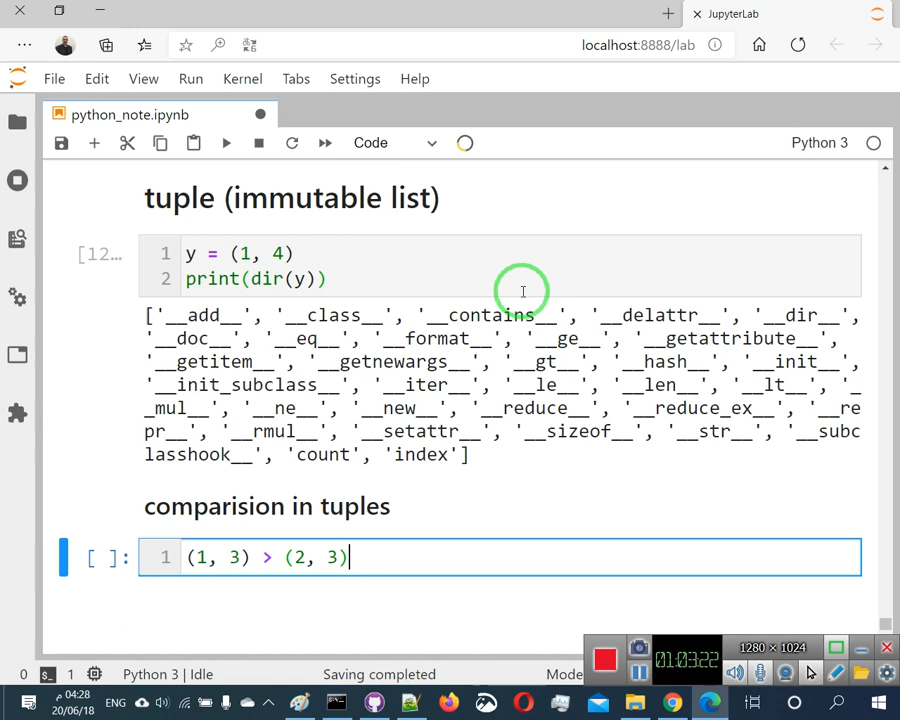 JupyterLab
localhost:8888/lab
File Edit View Run Kernel Tabs Settings Help
python_note.ipynb
Code
Python 3
tuple (immutable list)
[12…
1 y = (1, 4)
2 print(dir(y))
['__add__', '__class__', '__contains__', '__delattr__', '__dir__',
'__doc__', '__eq__', '__format__', '__ge__', '__getattribute__',
'__getitem__', '__getnewargs__', '__gt__', '__hash__', '__init__',
'__init_subclass__', '__iter__', '__le__', '__len__', '__lt__', '_
_mul__', '__ne__', '__new__', '__reduce__', '__reduce_ex__', '__re
pr__', '__rmul__', '__setattr__', '__sizeof__', '__str__', '__subc
lasshook__', 'count', 'index']
comparision in tuples
[ ]: 1 (1, 3) > (2, 3)
1280 × 1024
01:03:22
0 1 Python 3 | Idle Saving completed Mode
04:28 م
ENG
20/06/18